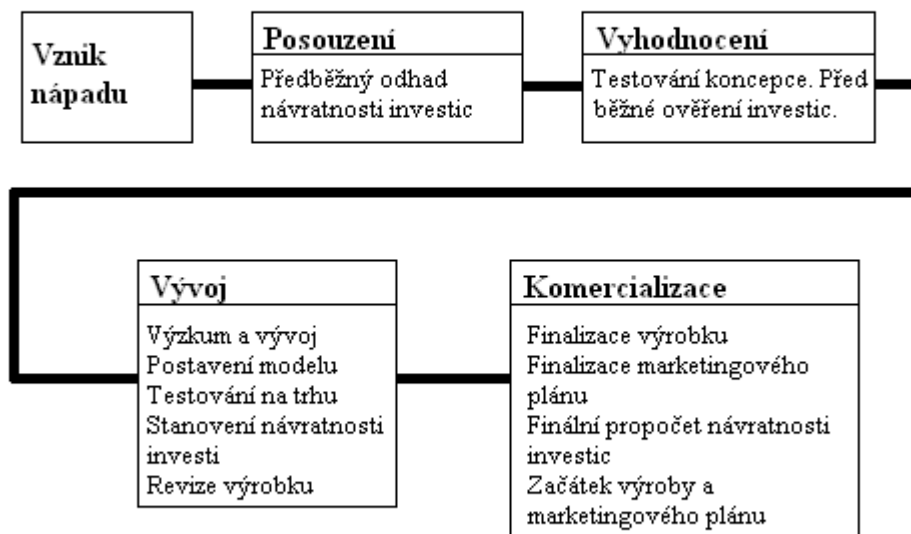 Vznik
nápadu
Posouzení
Předběžný odhad
návratnosti investic
Vyhodnocení
Testování koncepce. Před
běžné ověření investic.
Vývoj
Výzkum a vývoj
Postavení modelu
Testování na trhu
Stanovení návratnosti
investi
Revize výrobku
Komercializace
Finalizace výrobku
Finalizace marketingového
plánu
Finální propočet návratnosti
investic
Začátek výroby a
marketingového plánu